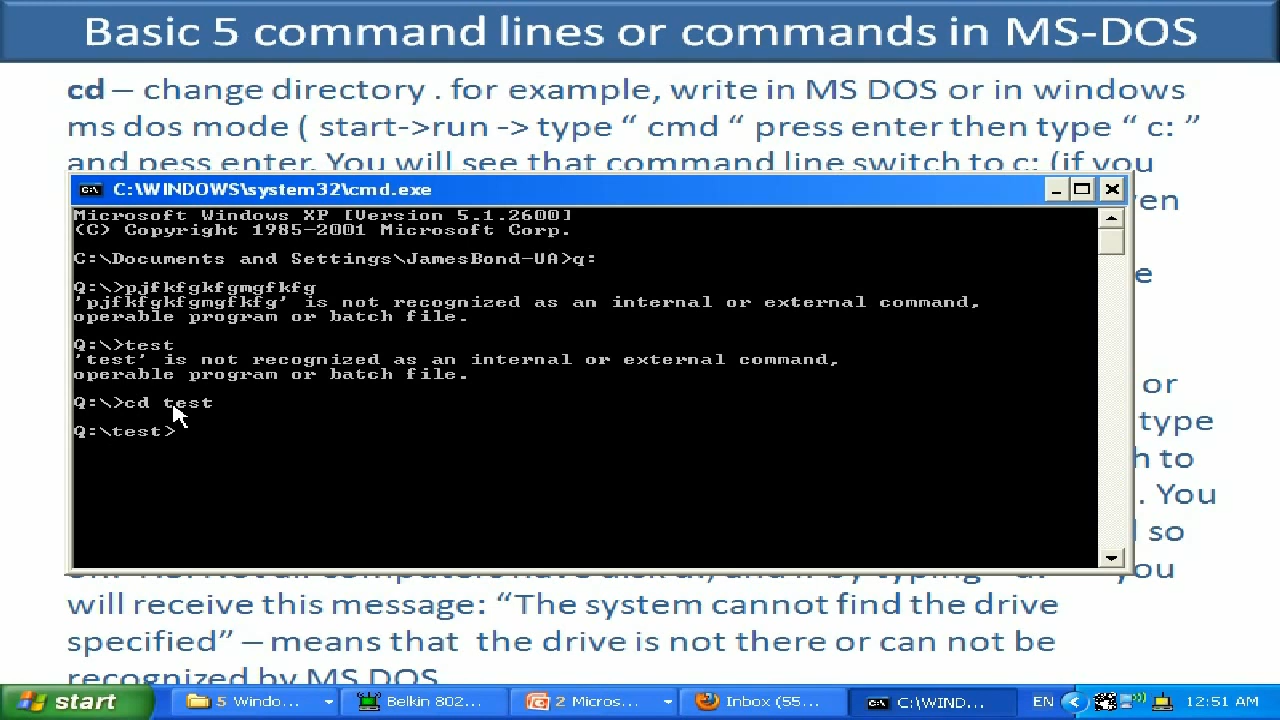 Basic 5 command lines or commands in MS-DOS
cd – change directory . for example, write in MS DOS or in windows
ms dos mode ( start->run -> type “ cmd “ press enter then type “ c: ”
and pess enter. You will see that command line switch to c: (if you
C:\WINDOWS\system32\cmd.exe
ven
Microsoft Windows XP [Version 5.1.2600]
(C) Copyright 1985-2001 Microsoft Corp.
C:\Documents and Settings\JamesBond-UA>q:
e
Q:\>pjfkfgkfgmgfkfg
'pjfkfgkfgmgfkfg' is not recognized as an internal or external command,
operable program or batch file.
Q:\>test
'test' is not recognized as an internal or external command,
operable program or batch file.
or
Q:\>cd test
type
Q:\test>
h to
. You
so
you
will receive this message: “The system cannot find the drive
specified” – means that the drive is not there or can not be
recognized by MS DOS
start
5 Windo...
Belkin 802...
2 Micros...
Inbox (55...
C:\WIND...
EN
12:51 AM